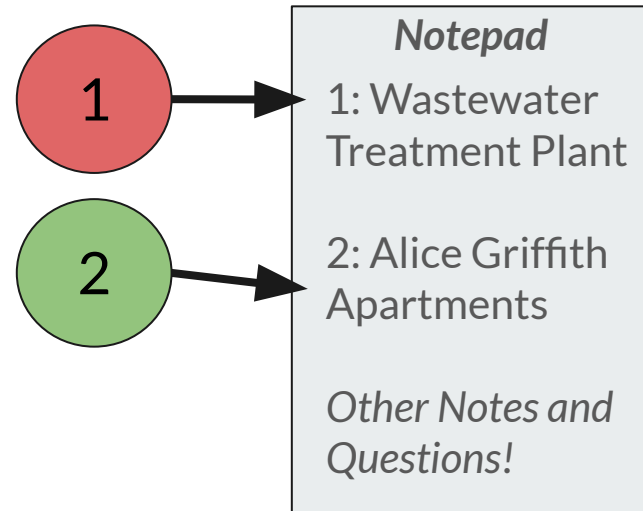 1
2
Notepad
1: Wastewater
Treatment Plant
2: Alice Griffith
Apartments
Other Notes and
Questions!